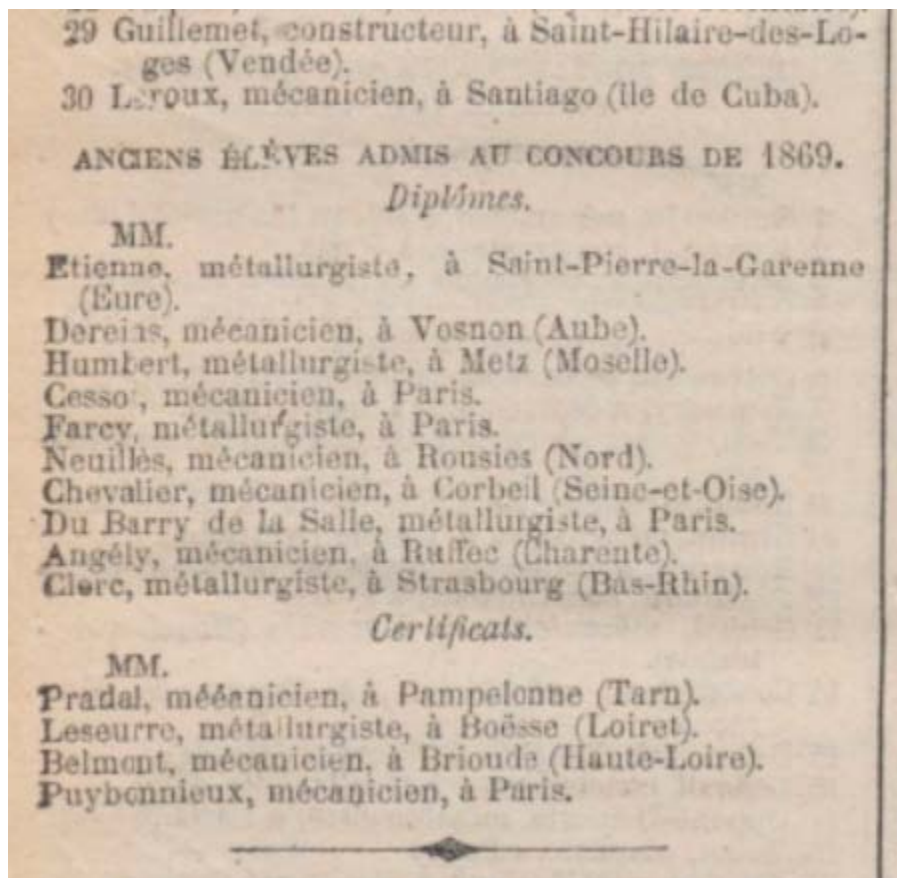 29 Guillemet, constructeur, à Saint-Hilaire-des-Lo-
ges (Vendée).
30 Leroux, mécanicien, à Santiago (île de Cuba).
ANCIENS ÉLÈVES ADMIS AU CONCOURS DE 1869.
Diplômes.
MM.
Etienne, métallurgiste, à Saint-Pierre-la-Garenne
(Eure).
mécanicien, à Vosnon (Aube).
Humbert, métallurgiste, à Metz (Moselle).
mécanicien, à Paris.
Farcy, métallurgiste, à Paris.
Neuillès, mécanicien, à Rousies (Nord).
Chevalier, mécanicien, à Corbeil (Seine-et-Oise).
Du Barry de la Salle, métallurgiste, à Paris.
Angély, mécanicien, à Ruffec (Charente).
Clerc, métallurgiste, à Strasbourg (Bas-Rhin).
Certificats.
MM.
Pradal, mééanicien, à Pampelonne (Tarn).
Leseurre, métallurgiste, à Boësse (Loiret).
Belmont, mécanicien, à Brioude (Haute-Loire).
Puybonnieux, mécanicien, à Paris.